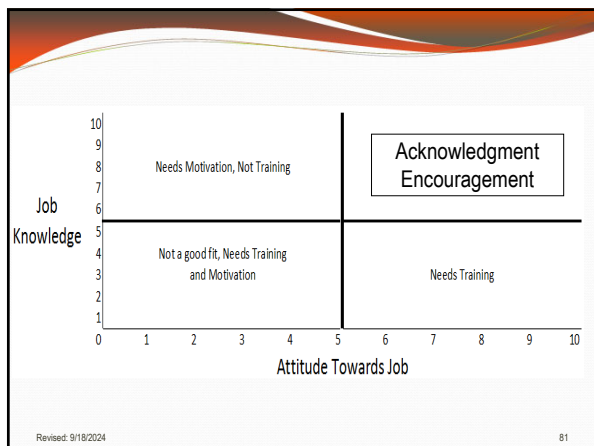 10
9
8
7
6
5
4
3
2
1
Job
Knowledge
Needs Motivation, Not Training
Acknowledgment
Encouragement
Not a good fit, Needs Training
and Motivation
Needs Training
0 1 2 3 4 5 6 7 8 9 10
Attitude Towards Job
Revised: 9/18/2024 81